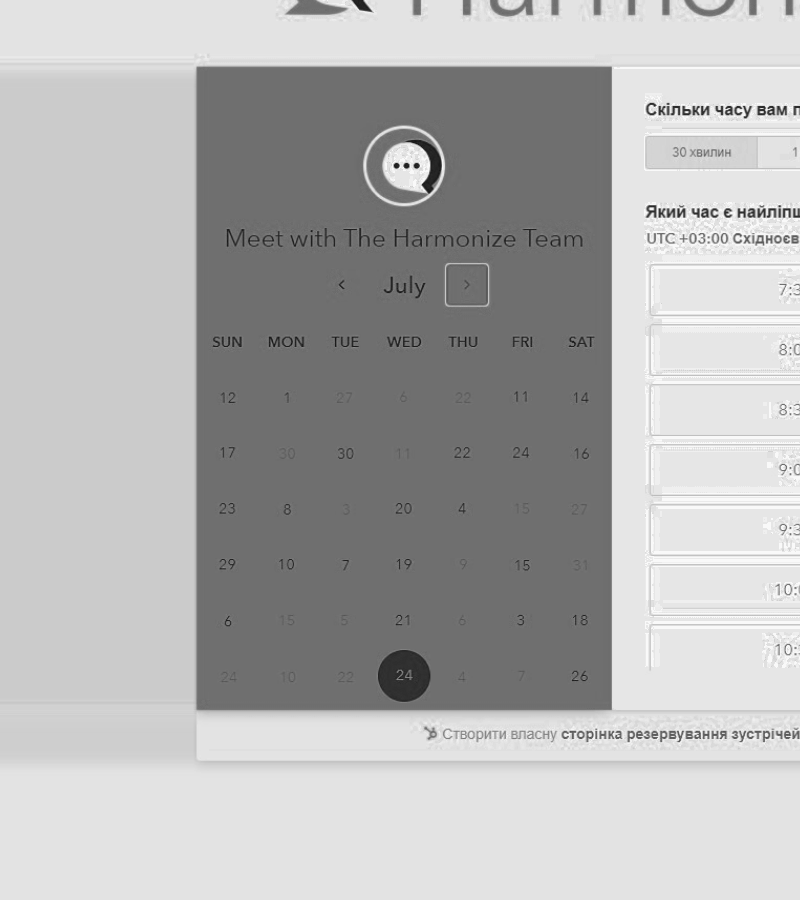 Harmon
Meet with The Harmonize Team
July
SUN MON TUE WED THU FRI SAT
12 1 27 6 22 11 14
17 30 30 11 22 24 16
23 8 3 20 4 15 27
29 10 7 19 9 15 31
6 15 5 21 6 3 18
24 10 22 24 4 7 26
Скільки часу вам п
30 хвилин 1
Який час є найліпш
UTC +03:00 Східноєв
7:3
8:0
8:3
9:0
9:3
10:
10:
Створити власну сторінка резервування зустрічей